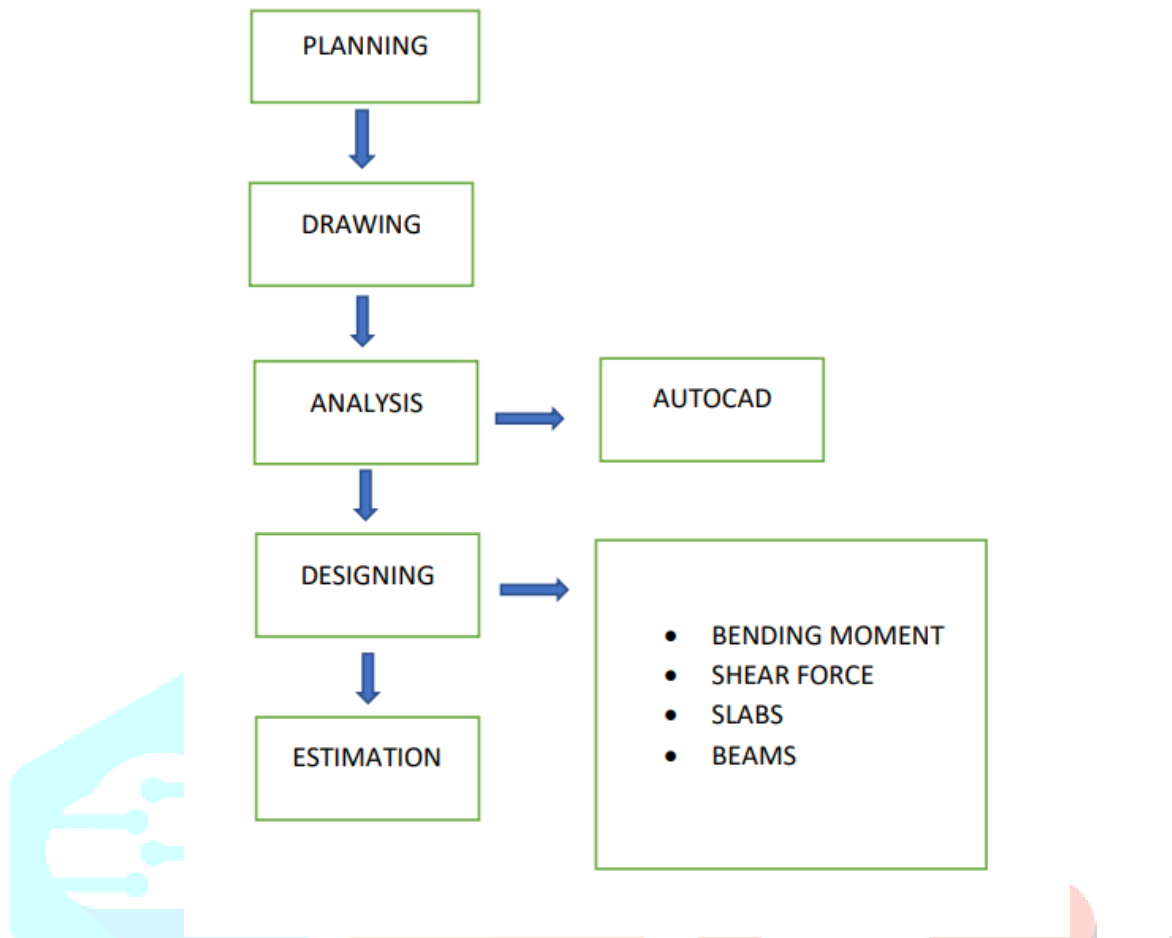 PLANNING
DRAWING
ANALYSIS
AUTOCAD
DESIGNING
• BENDING MOMENT
• SHEAR FORCE
• SLABS
• BEAMS
ESTIMATION